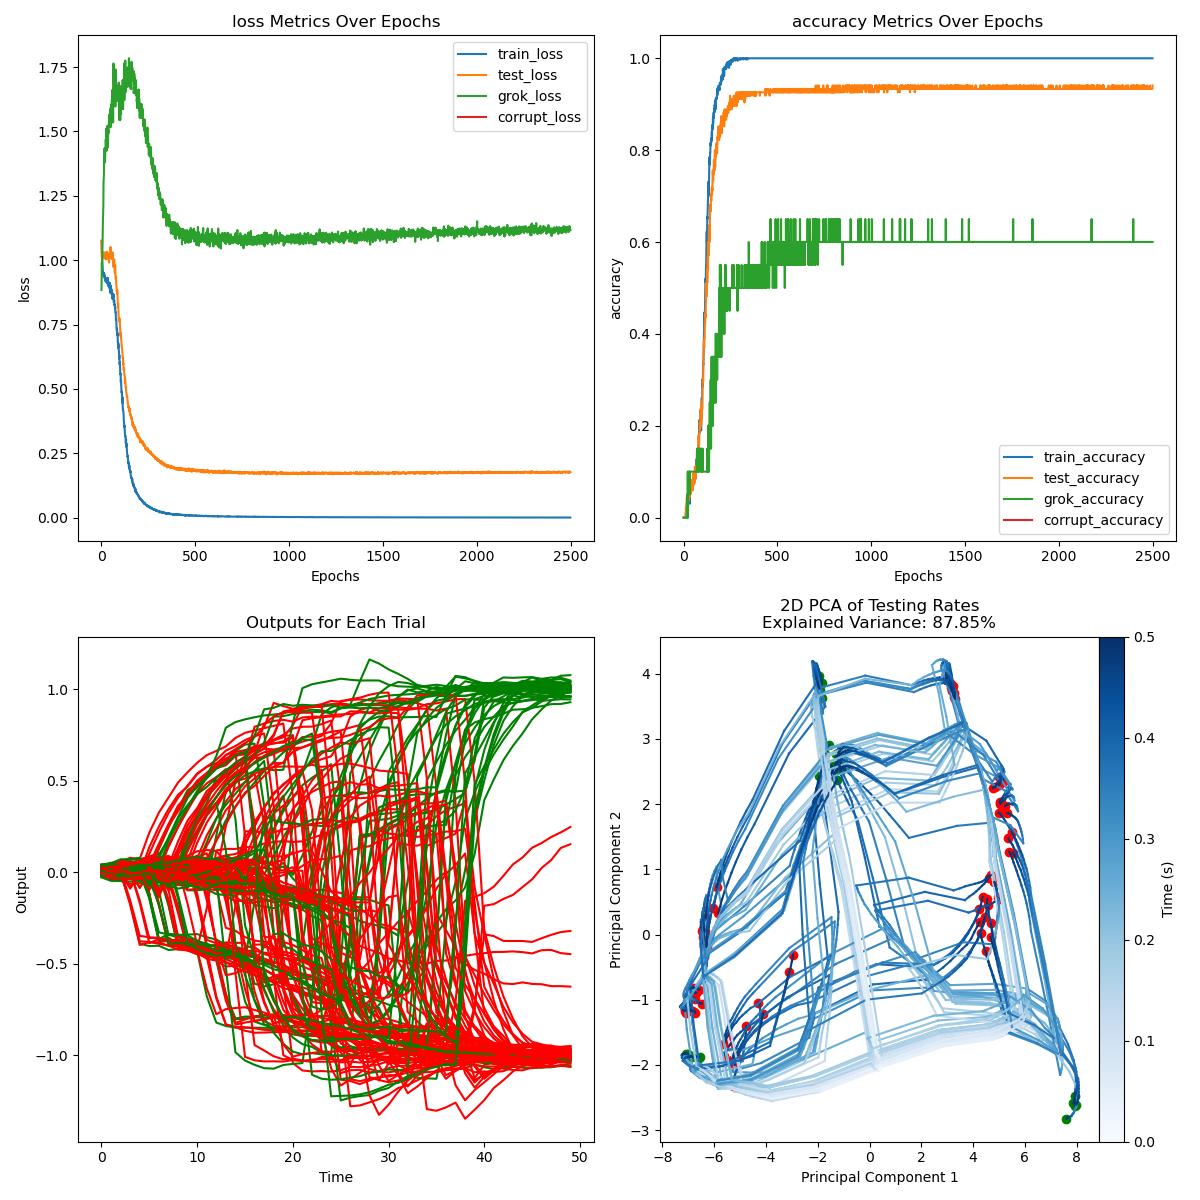 loss Metrics Over Epochs
1.75
1.50
1.25
1.00
0.75
0.50
0.25
0.00
loss
0
500
1000
1500
2000
2500
Epochs
train_loss
test_loss
grok_loss
corrupt_loss
accuracy Metrics Over Epochs
1.0
0.8
0.6
0.4
0.2
0.0
accuracy
0
500
1000
1500
2000
2500
Epochs
train_accuracy
test_accuracy
grok_accuracy
corrupt_accuracy
Outputs for Each Trial
1.0
0.5
0.0
−0.5
−1.0
Output
0
10
20
30
40
50
Time
2D PCA of Testing Rates
Explained Variance: 87.85%
4
3
2
1
0
−1
−2
−3
Principal Component 2
−8
−6
−4
−2
0
2
4
6
8
Principal Component 1
0.5
0.4
0.3
0.2
0.1
0.0
Time (s)